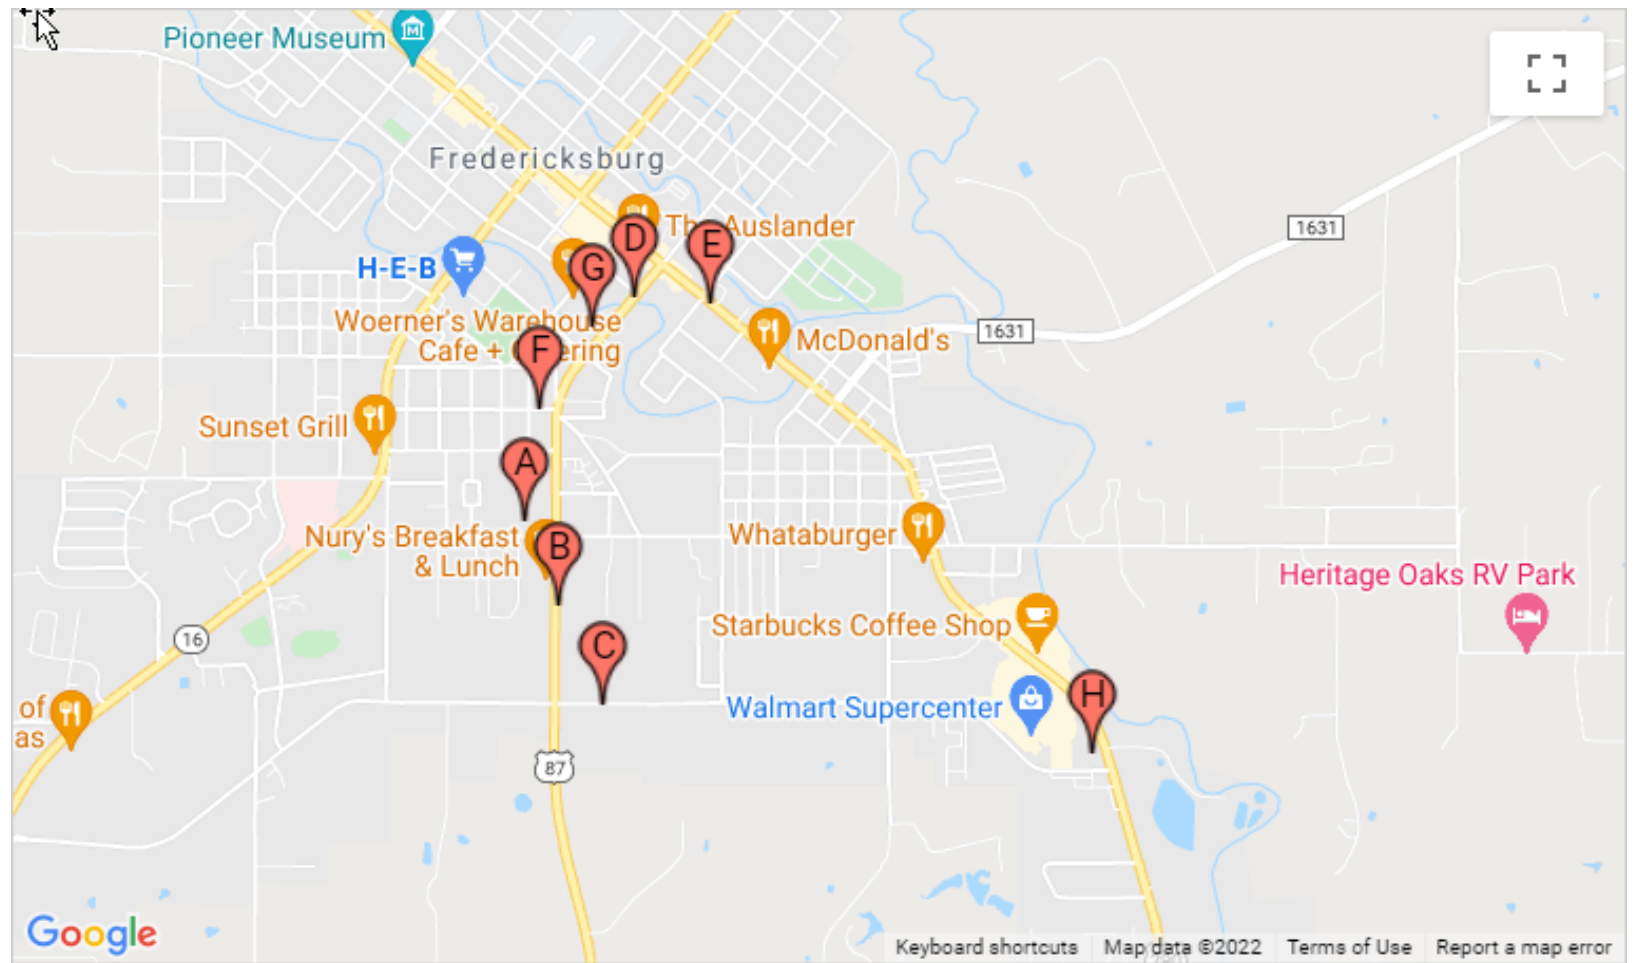 Pioneer Museum
Fredericksburg
Auslander
D
E
H-E-B
G
1631
Woerner's Warehouse
1631
McDonald's
Cafe +
F
Sunset Grill
A
Nury's Breakfast
& Lunch
B
Whataburger
Heritage Oaks RV Park
16
Starbucks Coffee Shop
C
of
as
Walmart Supercenter
H
87
Google
Keyboard shortcuts
Map data ©2022
Terms of Use
Report a map error